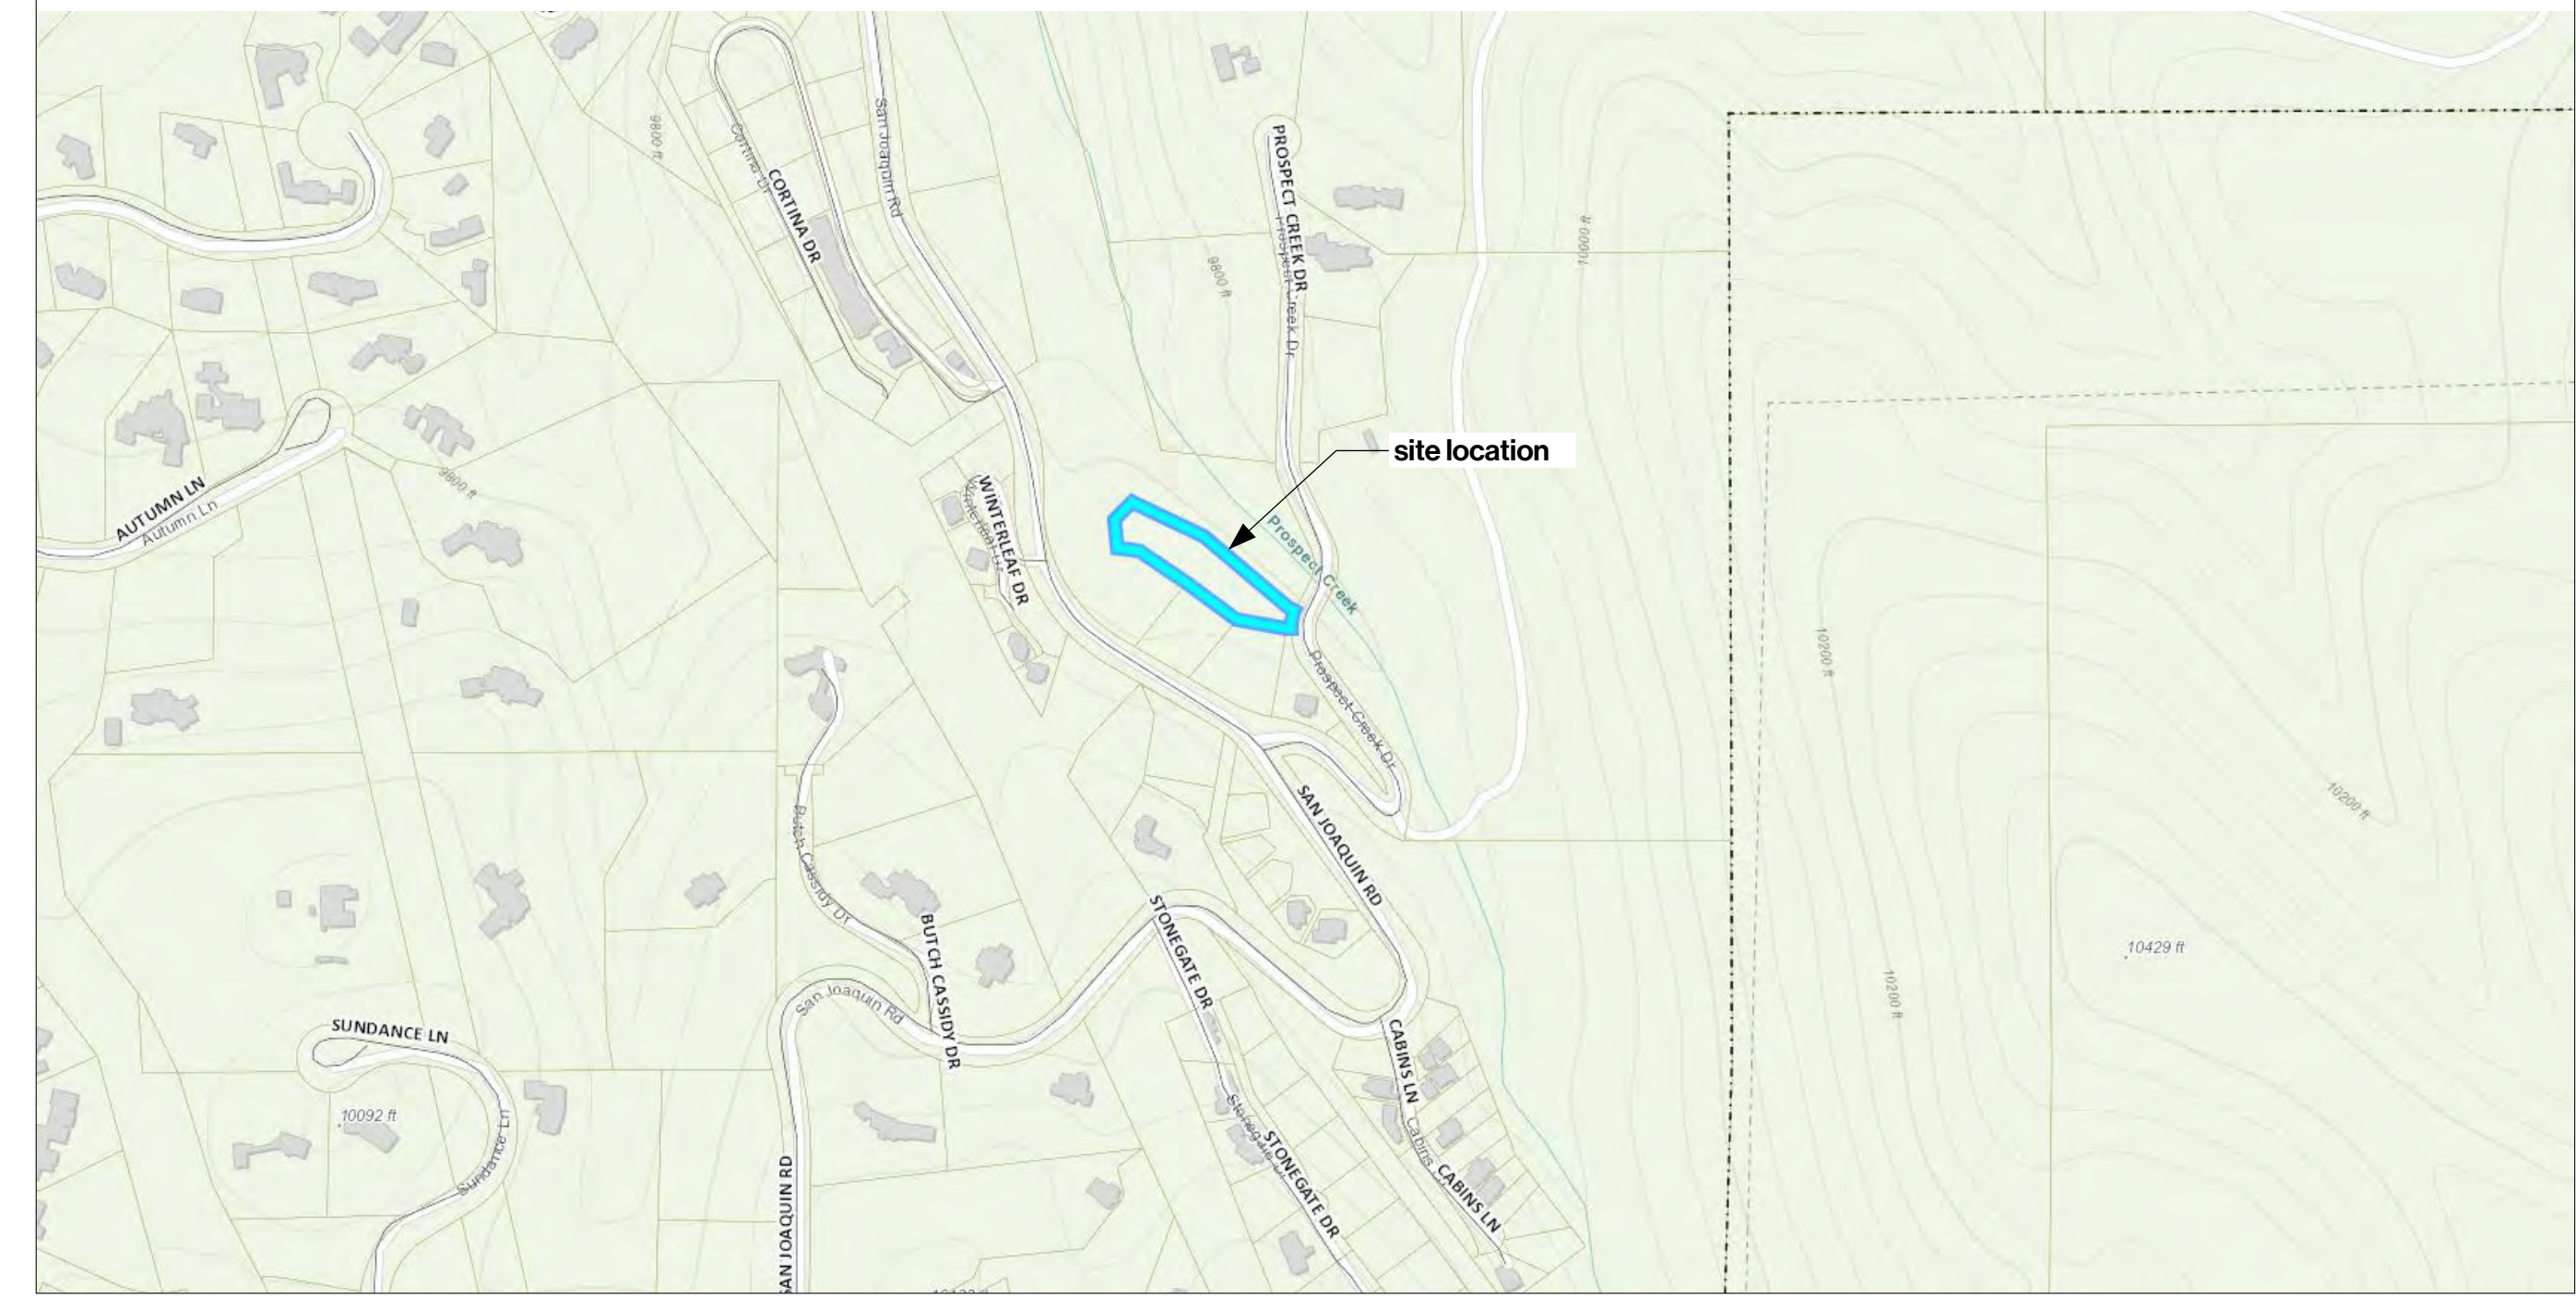 San Joaquin Rd
9800 ft
Cortina Dr
CORTINA DR
PROSPECT CREEK DR
Prospect Creek Dr
9800 ft
10000 ft
site location
9800 ft
AUTUMN LN
Autumn Ln
WINTERLEAF DR
Prospect Creek
10200 ft
Prospect Creek Dr
SAN JOAQUIN RD
10200 ft
Butch Cassidy Dr
BUTCH CASSIDY DR
STONEGATE DR
10429 ft
10200 ft
San Joaquin Rd
SUNDANCE LN
CABINS LN
10092 ft
Sundance Ln
Stonegate Dr
STONEGATE DR
Cabins
CABINS LN
SAN JOAQUIN RD